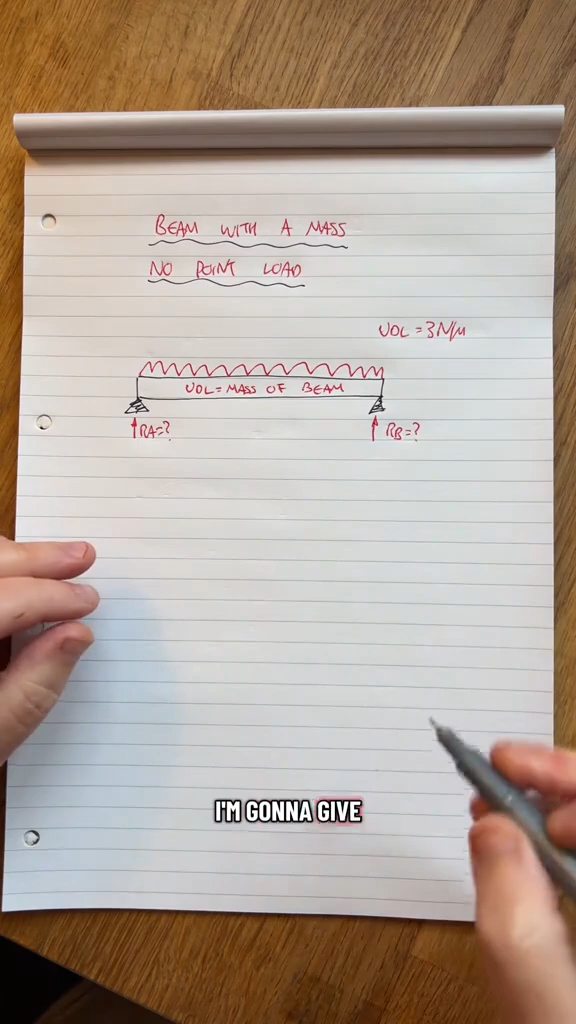 BEAM WITH A MASS
NO POINT LOAD
UDL = 3N/M
UDL = MASS OF BEAM
RA=?
RB=?
I'M GONNA GIVE